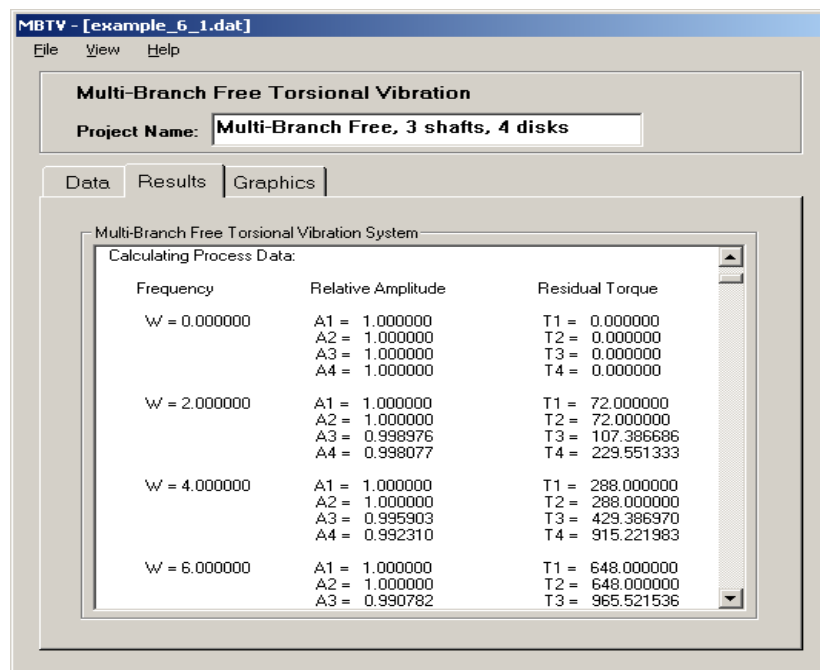 MBTV - [example_6_1.dat]
File View Help
Multi-Branch Free Torsional Vibration
Project Name: Multi-Branch Free, 3 shafts, 4 disks
Data Results Graphics
Multi-Branch Free Torsional Vibration System
Calculating Process Data:
Frequency Relative Amplitude Residual Torque
W = 0.000000 A1 = 1.000000 T1 = 0.000000
A2 = 1.000000 T2 = 0.000000
A3 = 1.000000 T3 = 0.000000
A4 = 1.000000 T4 = 0.000000
W = 2.000000 A1 = 1.000000 T1 = 72.000000
A2 = 1.000000 T2 = 72.000000
A3 = 0.998976 T3 = 107.386686
A4 = 0.998077 T4 = 229.551333
W = 4.000000 A1 = 1.000000 T1 = 288.000000
A2 = 1.000000 T2 = 288.000000
A3 = 0.995903 T3 = 429.386970
A4 = 0.992310 T4 = 915.221983
W = 6.000000 A1 = 1.000000 T1 = 648.000000
A2 = 1.000000 T2 = 648.000000
A3 = 0.990782 T3 = 965.521536